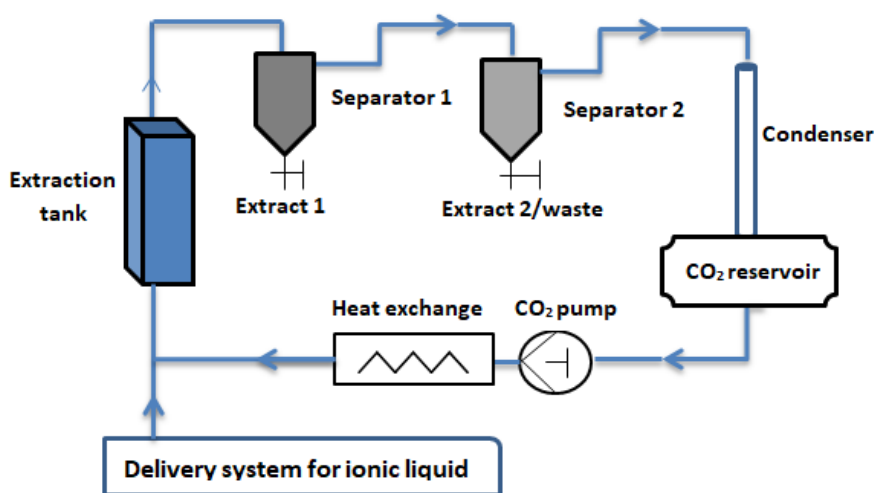 Separator 1
Separator 2
Condenser
Extraction
tank
Extract 1
Extract 2/waste
CO₂ reservoir
Heat exchange
CO₂ pump
Delivery system for ionic liquid